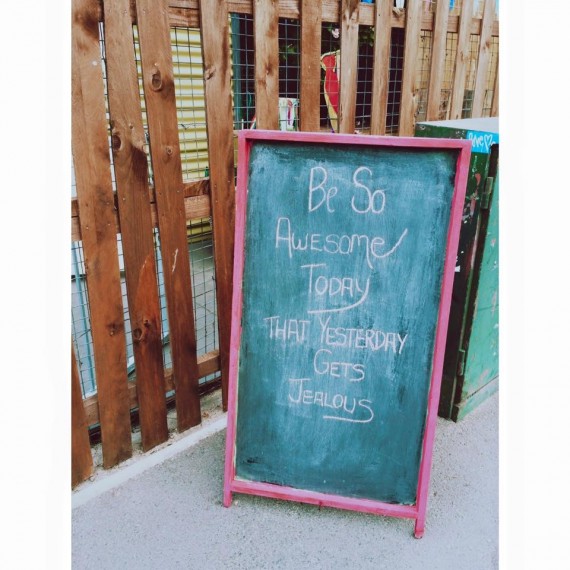 Be So
Awesome
Today
That Yesterday
Gets
Jealous